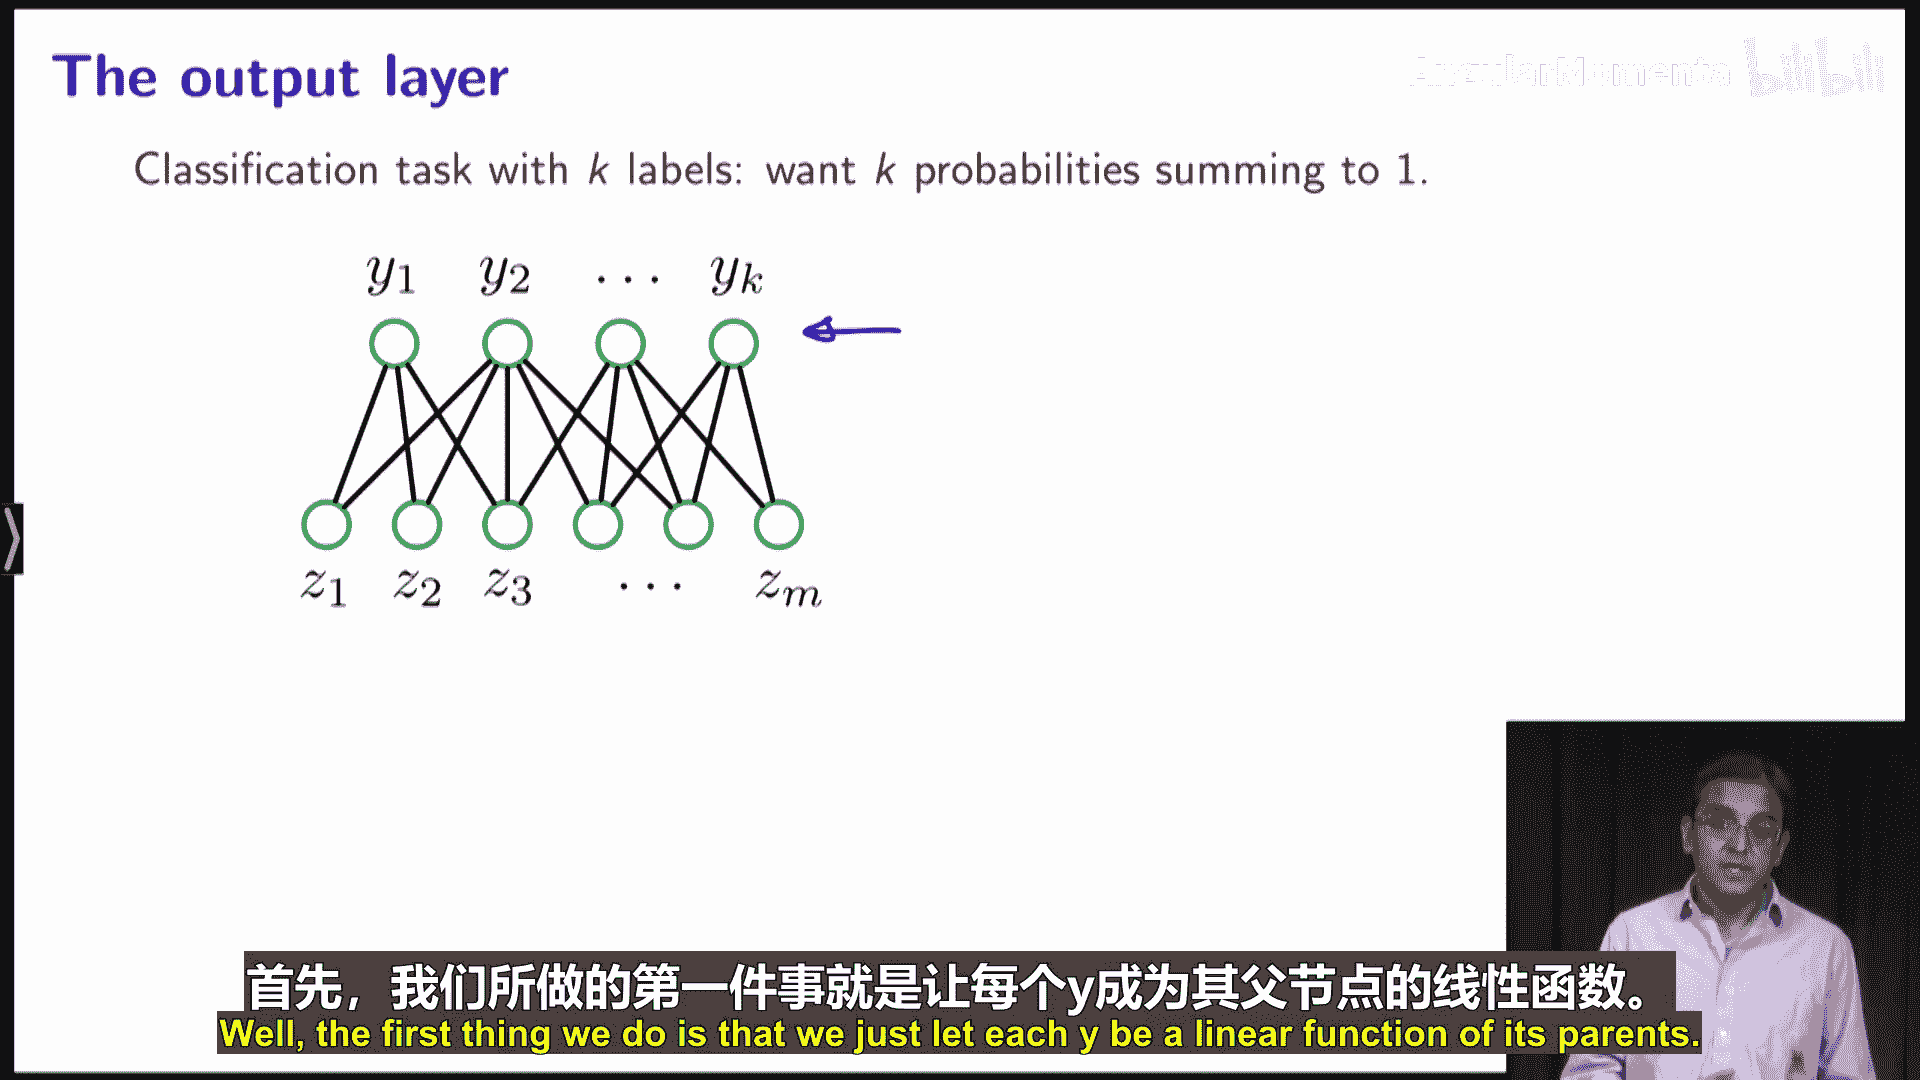 The output layer
bilibili
Classification task with k labels: want k probabilities summing to 1.
y1 y2 ... yk
z1 z2 z3 ... zm
首先，我们所做的第一件事就是让每个y成为其父节点的线性函数。
Well, the first thing we do is that we just let each y be a linear function of its parents.